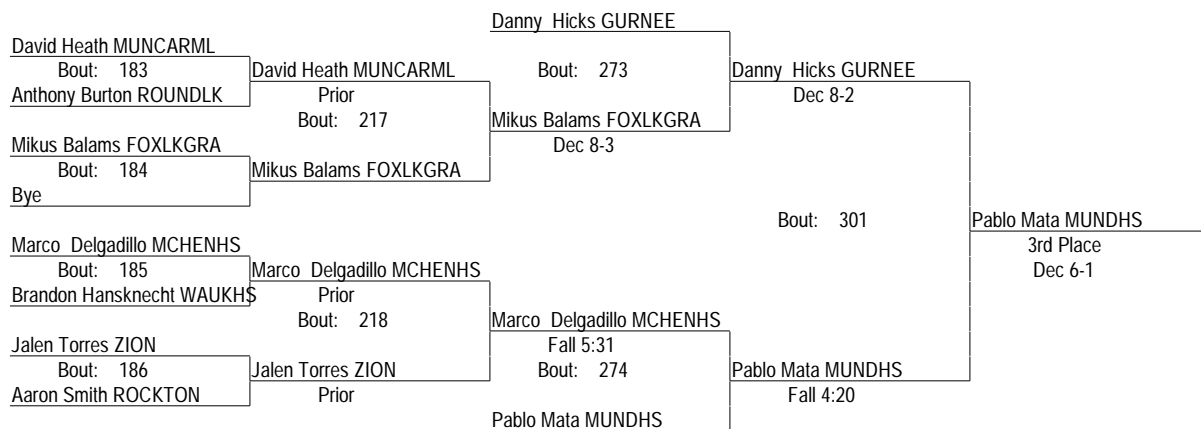 Danny Hicks GURNEE
David Heath MUNCARML
Bout: 183
David Heath MUNCARML
Bout: 273
Danny Hicks GURNEE
Anthony Burton ROUNDLK
Prior
Dec 8-2
Bout: 217
Mikus Balams FOXLKGRA
Mikus Balams FOXLKGRA
Dec 8-3
Bout: 184
Mikus Balams FOXLKGRA
Bye
Bout: 301
Pablo Mata MUNDHS
Marco Delgadillo MCHENHS
3rd Place
Bout: 185
Marco Delgadillo MCHENHS
Dec 6-1
Brandon Hansknecht WAUKHS
Prior
Bout: 218
Marco Delgadillo MCHENHS
Jalen Torres ZION
Fall 5:31
Bout: 186
Jalen Torres ZION
Bout: 274
Pablo Mata MUNDHS
Aaron Smith ROCKTON
Prior
Fall 4:20
Pablo Mata MUNDHS